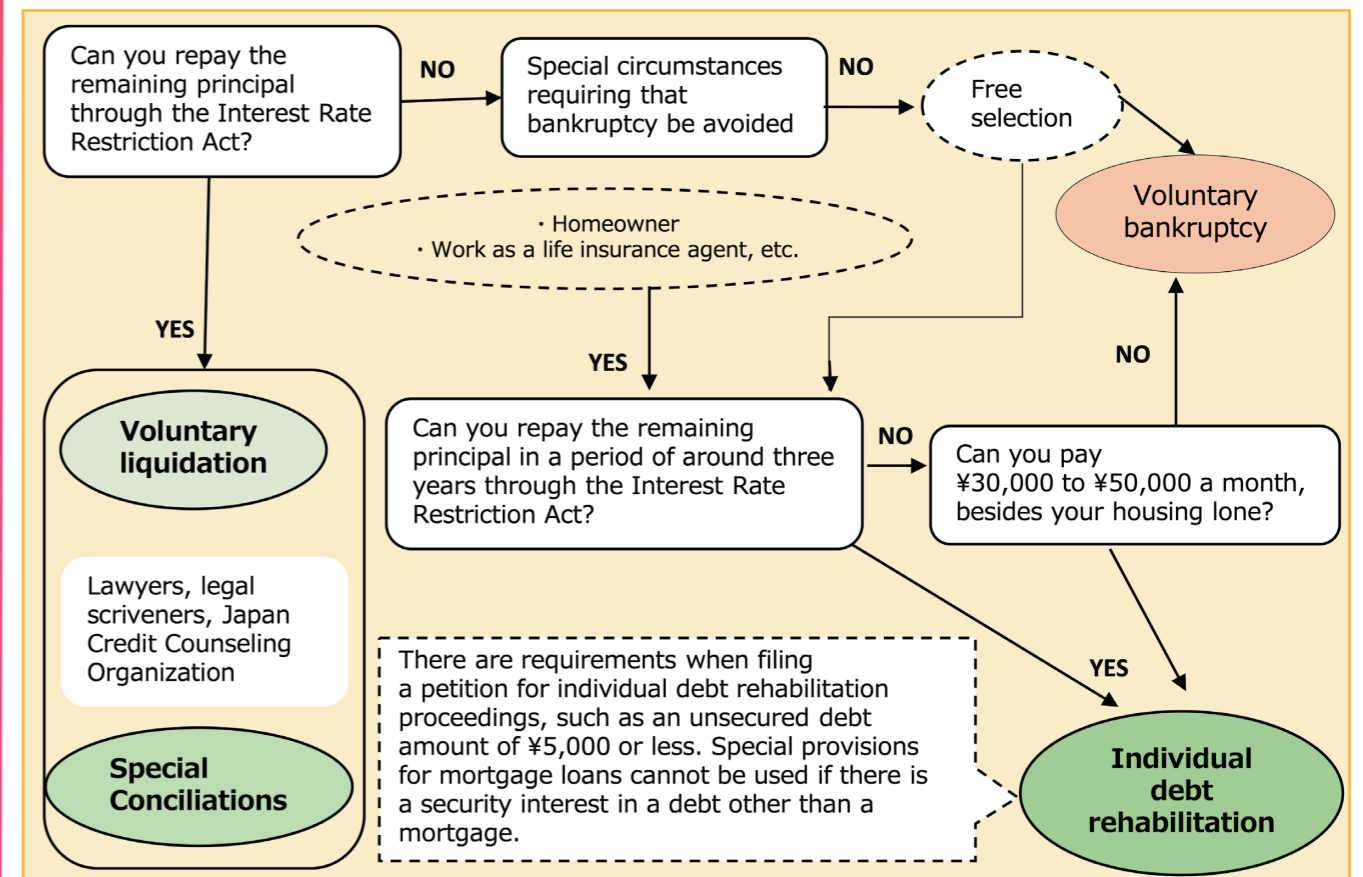 Can you repay the
remaining principal
through the Interest Rate
Restriction Act?
NO
Special circumstances
requiring that
bankruptcy be avoided
NO
Free
selection
Voluntary
bankruptcy
・Homeowner
・Work as a life insurance agent, etc.
YES
YES
NO
Voluntary
liquidation
Can you repay the remaining
principal in a period of around three
years through the Interest Rate
Restriction Act?
NO
Can you pay
¥30,000 to ¥50,000 a month,
besides your housing lone?
Lawyers, legal
scriveners, Japan
Credit Counseling
Organization
There are requirements when filing
a petition for individual debt rehabilitation
proceedings, such as an unsecured debt
amount of ¥5,000 or less. Special provisions
for mortgage loans cannot be used if there is
a security interest in a debt other than a
mortgage.
YES
Special
Conciliations
Individual
debt
rehabilitation